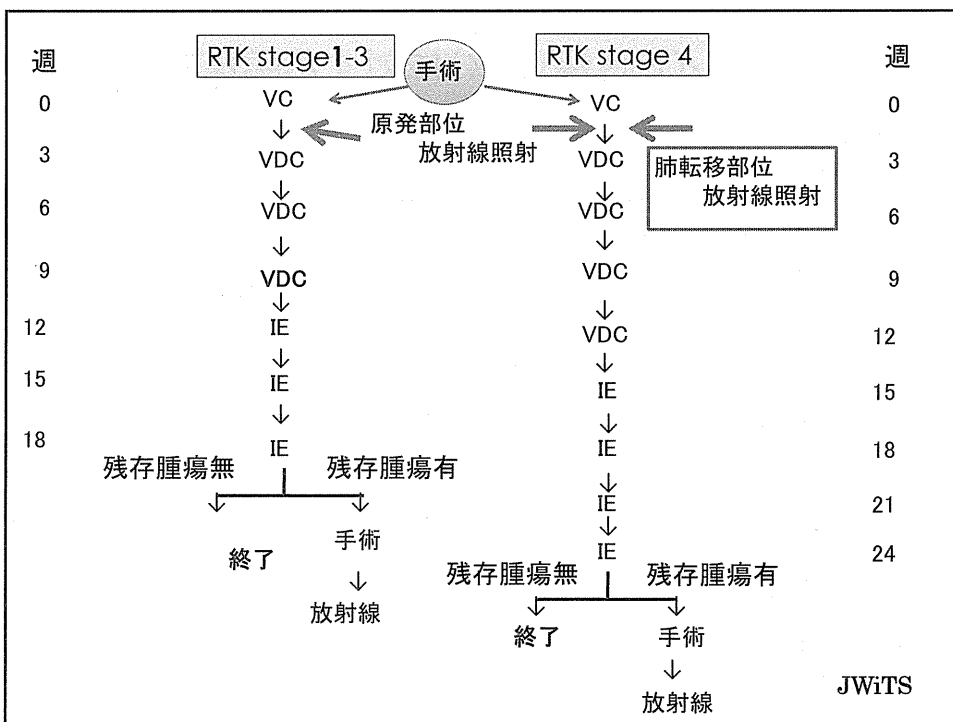 週
RTK stage1-3
手術
RTK stage 4
週
0
VC
VC
0
原発部位
放射線照射
3
VDC
VDC
3
肺転移部位
放射線照射
6
VDC
VDC
6
9
VDC
VDC
9
12
IE
VDC
12
15
IE
IE
15
18
IE
IE
18
残存腫瘍無
残存腫瘍有
IE
21
終了
手術
IE
24
放射線
残存腫瘍無
残存腫瘍有
終了
手術
放射線
JWiTS